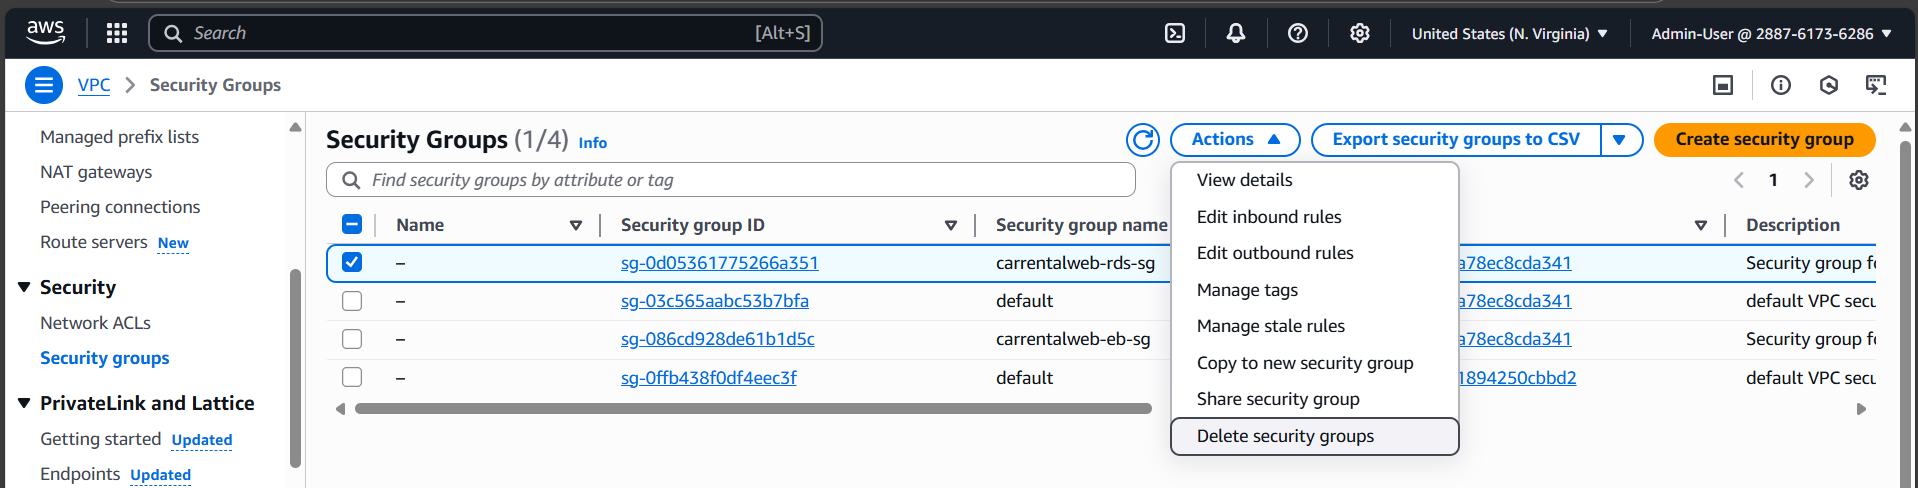 aws Search [Alt+S] United States (N. Virginia) Admin-User @ 2887-6173-6286
VPC Security Groups
Managed prefix lists
NAT gateways
Peering connections
Route servers New
Security
Network ACLs
Security groups
PrivateLink and Lattice
Getting started Updated
Endpoints Updated
Security Groups (1/4) Info Actions Export security groups to CSV Create security group
Find security groups by attribute or tag 1
Name Security group ID Security group name Description
– sg-0d05361775266a351 carrentalweb-rds-sg a78ec8cda341 Security group fo
– sg-03c565aabc53b7bfa default a78ec8cda341 default VPC secu
– sg-086cd928de61b1d5c carrentalweb-eb-sg a78ec8cda341 Security group fo
– sg-0ffb438f0df4eec3f default 1894250cbbd2 default VPC secu
View details
Edit inbound rules
Edit outbound rules
Manage tags
Manage stale rules
Copy to new security group
Share security group
Delete security groups